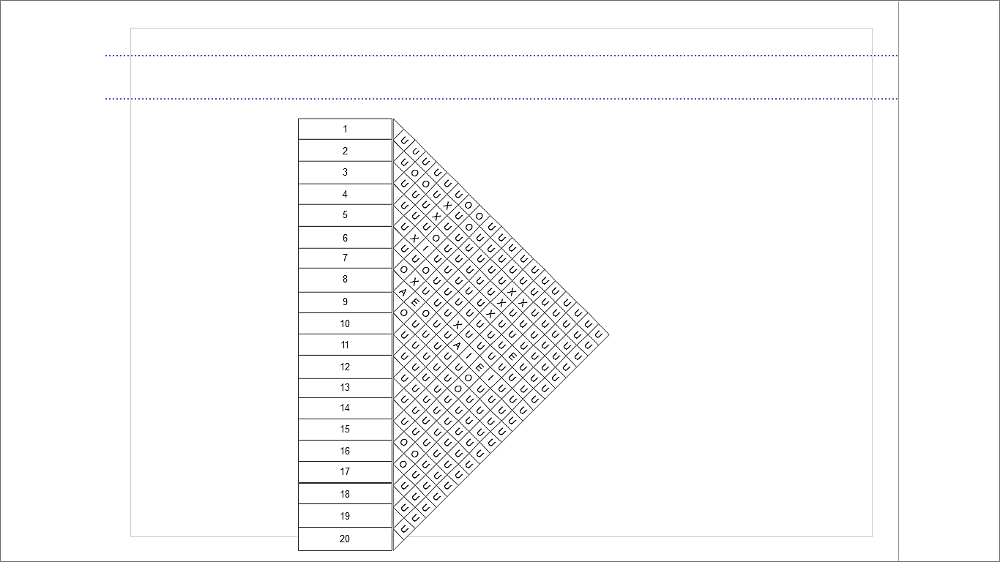 1 U U U U U U O O U U U U U U U U U U U
2 U O O U X U O U U U U U U U U U U U
3 U U U X U U U U U U X X U U U U U
4 U U U O U U U U U X U U U U U U
5 U X I U U U U U X U U U U U U
6 U U O U U U U U U U E U U U
7 O X U U U X U U U U U U U
8 A E O U U A I E I U U U
9 O U U U U U O U U U U
10 U U U U U O U U U U
11 U U U U U U U U U
12 U U U U U U U U
13 U U U U U U U
14 U U U U U U
15 O O U U U
16 O U U U
17 U U U
18 U U
19 U
20